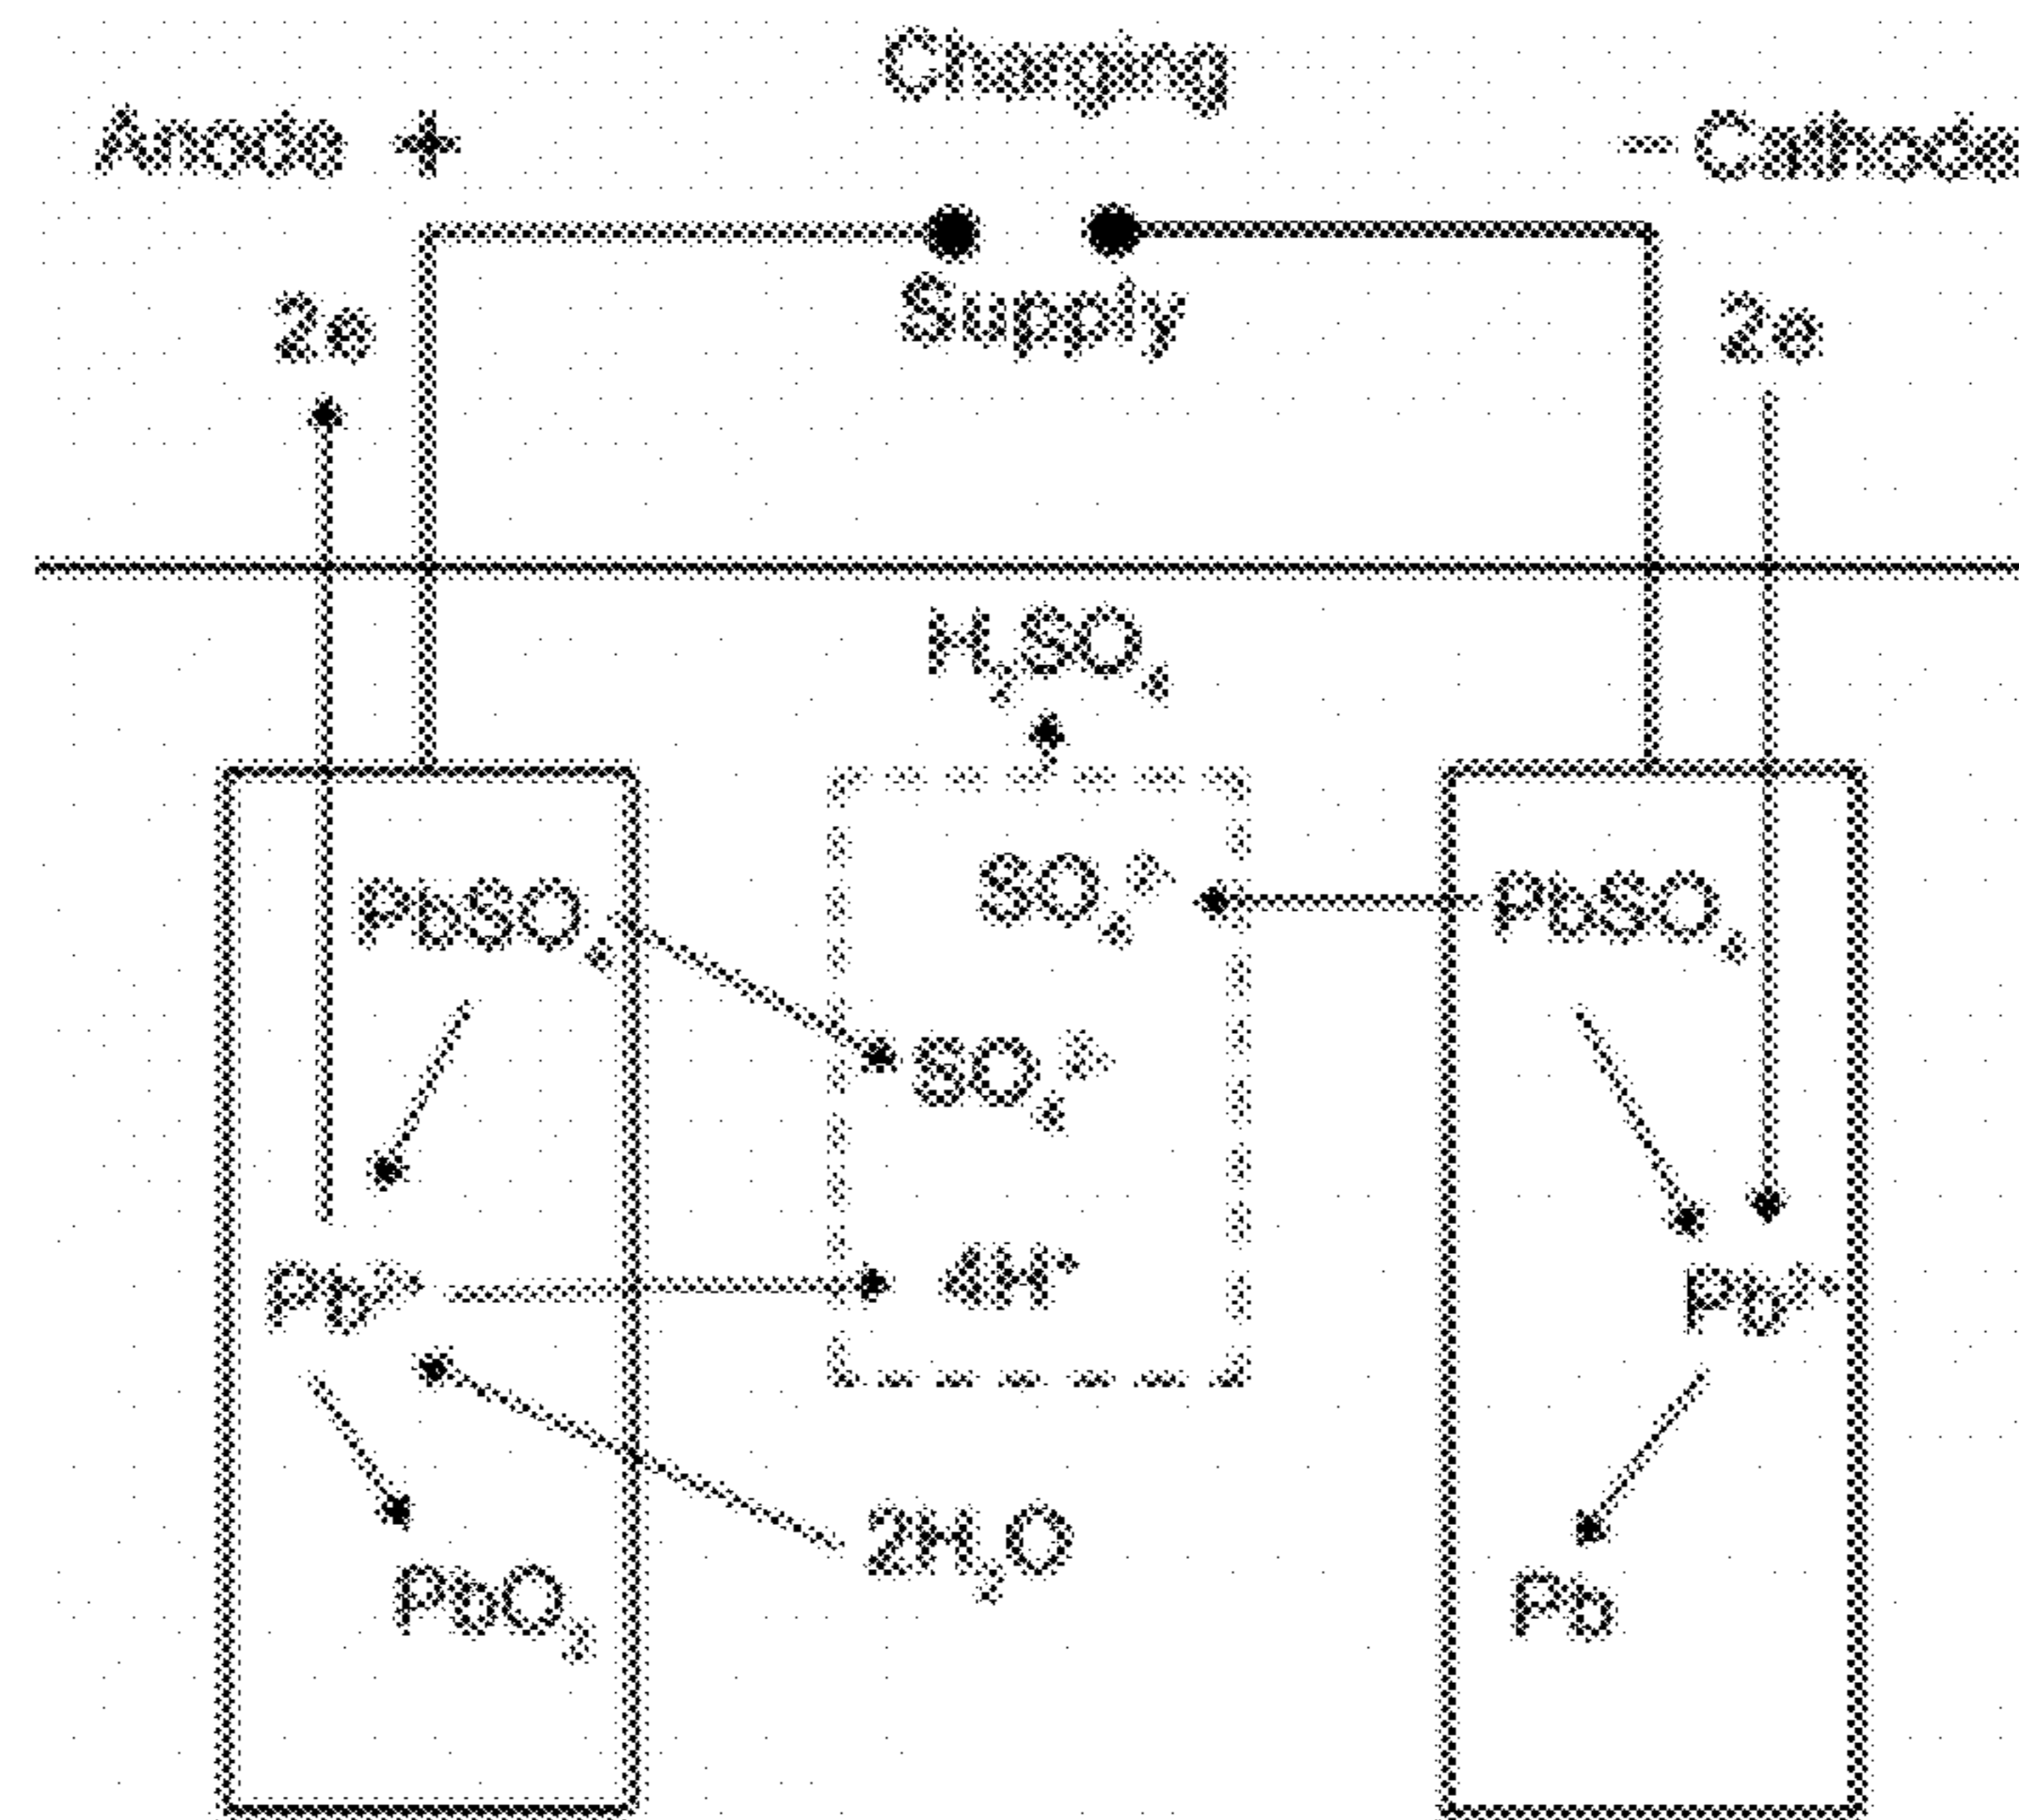 Charging
Anode + − Cathode
Supply
2e 2e
H₂SO₄
PbSO₄ SO₄²⁻ PbSO₄
SO₄²⁻
Pb²⁺ 4H⁺ Pb²⁺
2H₂O
PbO₂ Pb